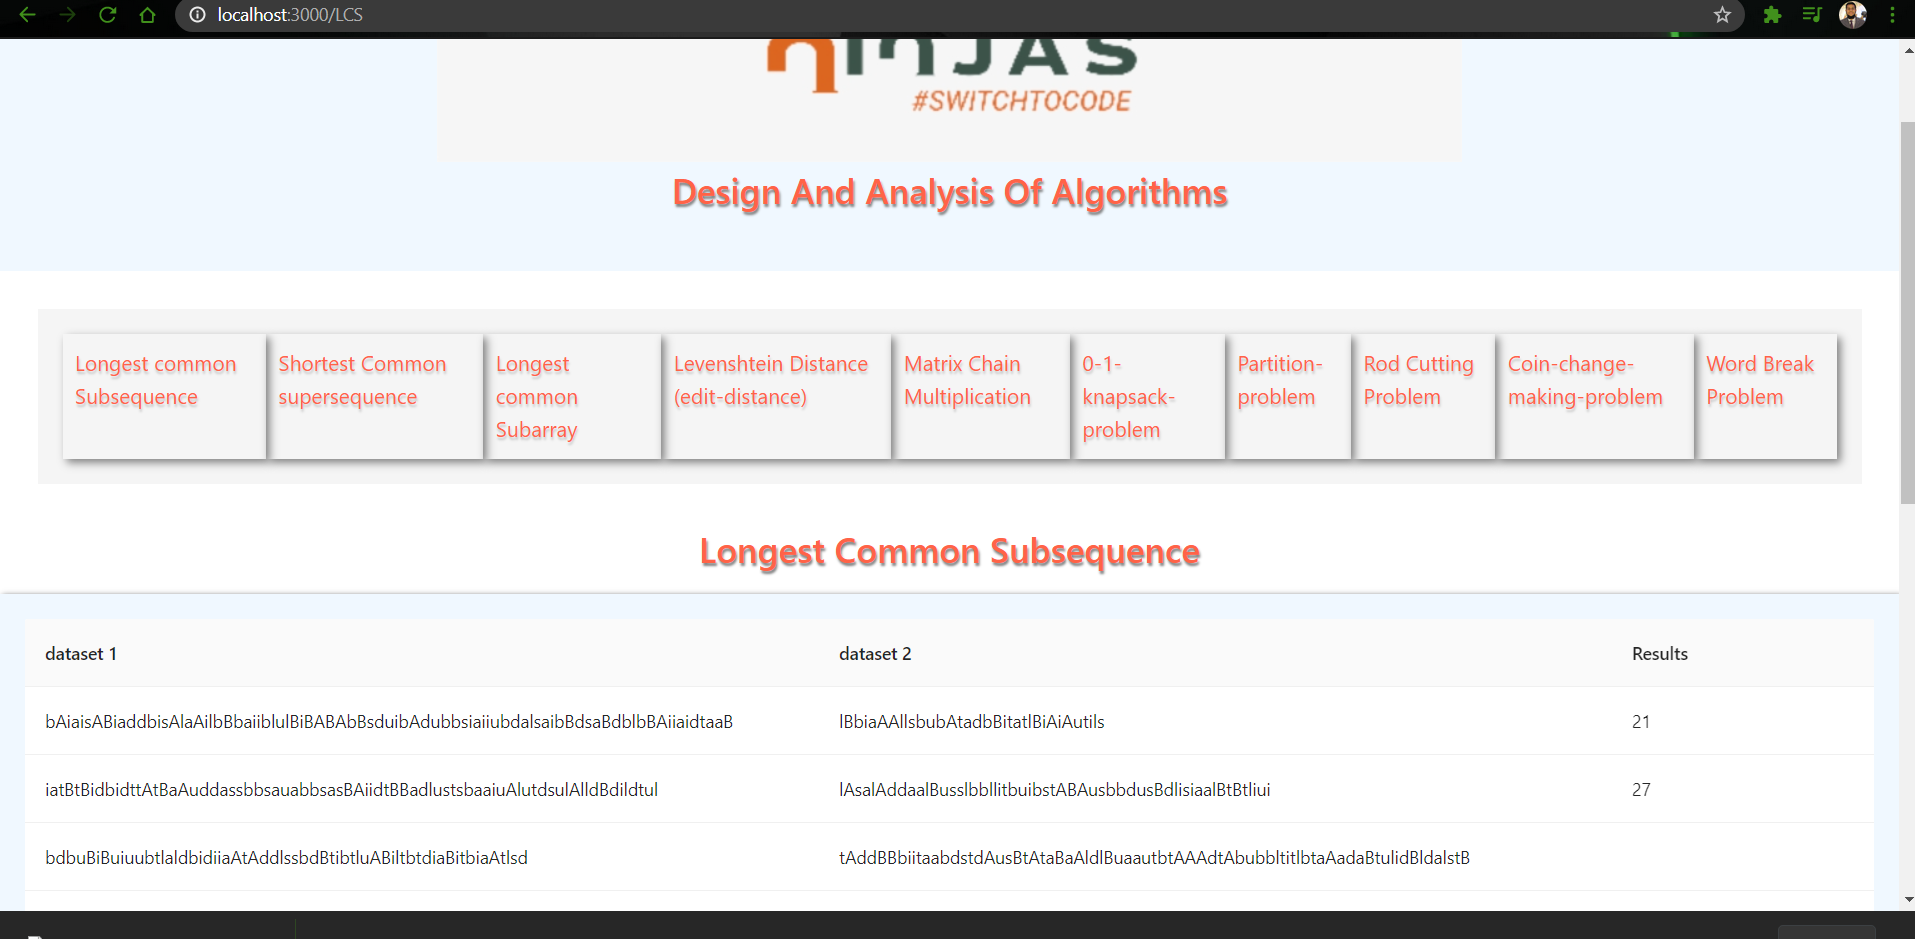 localhost:3000/LCS
NINJAS
#SWITCHTOCODE
Design And Analysis Of Algorithms
Longest common
Subsequence
Shortest Common
supersequence
Longest
common
Subarray
Levenshtein Distance
(edit-distance)
Matrix Chain
Multiplication
0-1-
knapsack-
problem
Partition-
problem
Rod Cutting
Problem
Coin-change-
making-problem
Word Break
Problem
Longest Common Subsequence
dataset 1 dataset 2 Results
bAiaisABiaddbisAlaAilbBbaiiblulBiBABAbBsduibAdubbsiaiiubdalsaibBdsaBdblbBAiiaidtaaB lBbiaAAllsbubAtadbBitatlBiAiAutils 21
iatBtBidbidttAtBaAuddassbbsauabbsasBAiidtBBadlustsbaaiuAlutdsulAlldBdildtul lAsalAddaalBusslbbllitbuibstABAusbbdusBdlisiaalBtBtliui 27
bdbuBiBuiuubtlaldbidiiaAtAddlssbdBtibtluABiltbtdiaBitbiaAtlsd tAddBBbiitaabdstdAusBtAtaBaAldlBuaautbtAAAdtAbubbltitlbtaAadaBtulidBldalstB